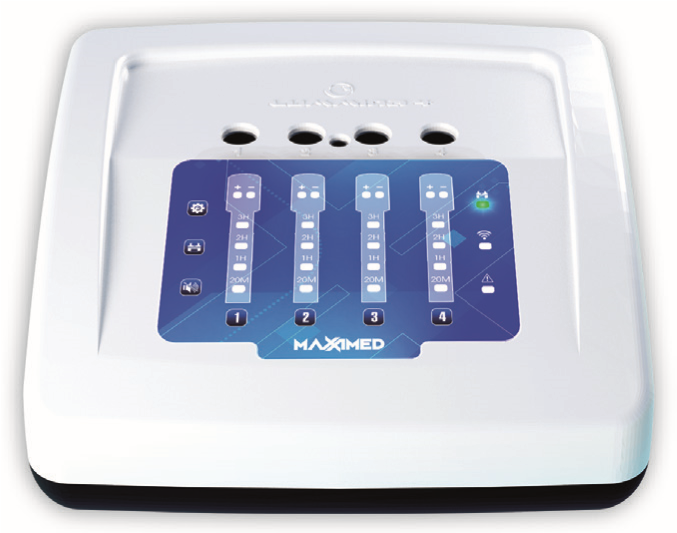 1 2 3 4
+ − + − + − + −
3H 3H 3H 3H
2H 2H 2H 2H
1H 1H 1H 1H
20M 20M 20M 20M
1 2 3 4
MAXXIMED